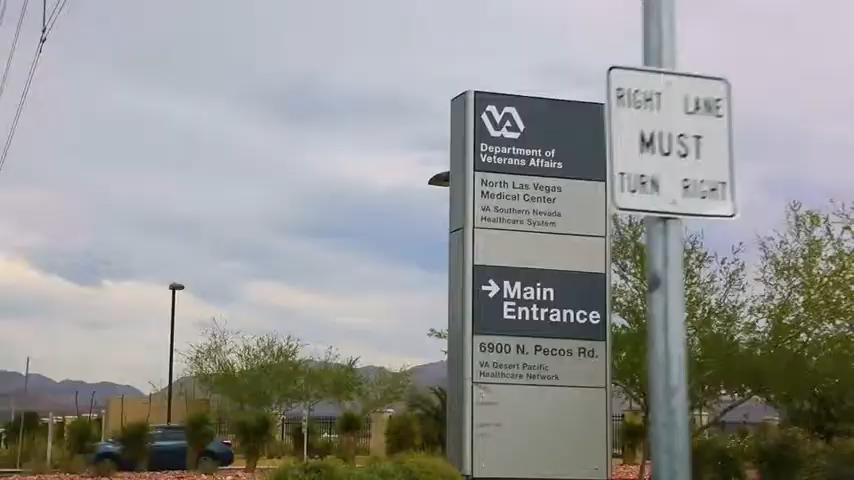 VA
Department of
Veterans Affairs
North Las Vegas
Medical Center
VA Southern Nevada
Healthcare System
→Main
Entrance
6900 N. Pecos Rd.
VA Desert Pacific
Healthcare Network
RIGHT LANE
MUST
TURN RIGHT